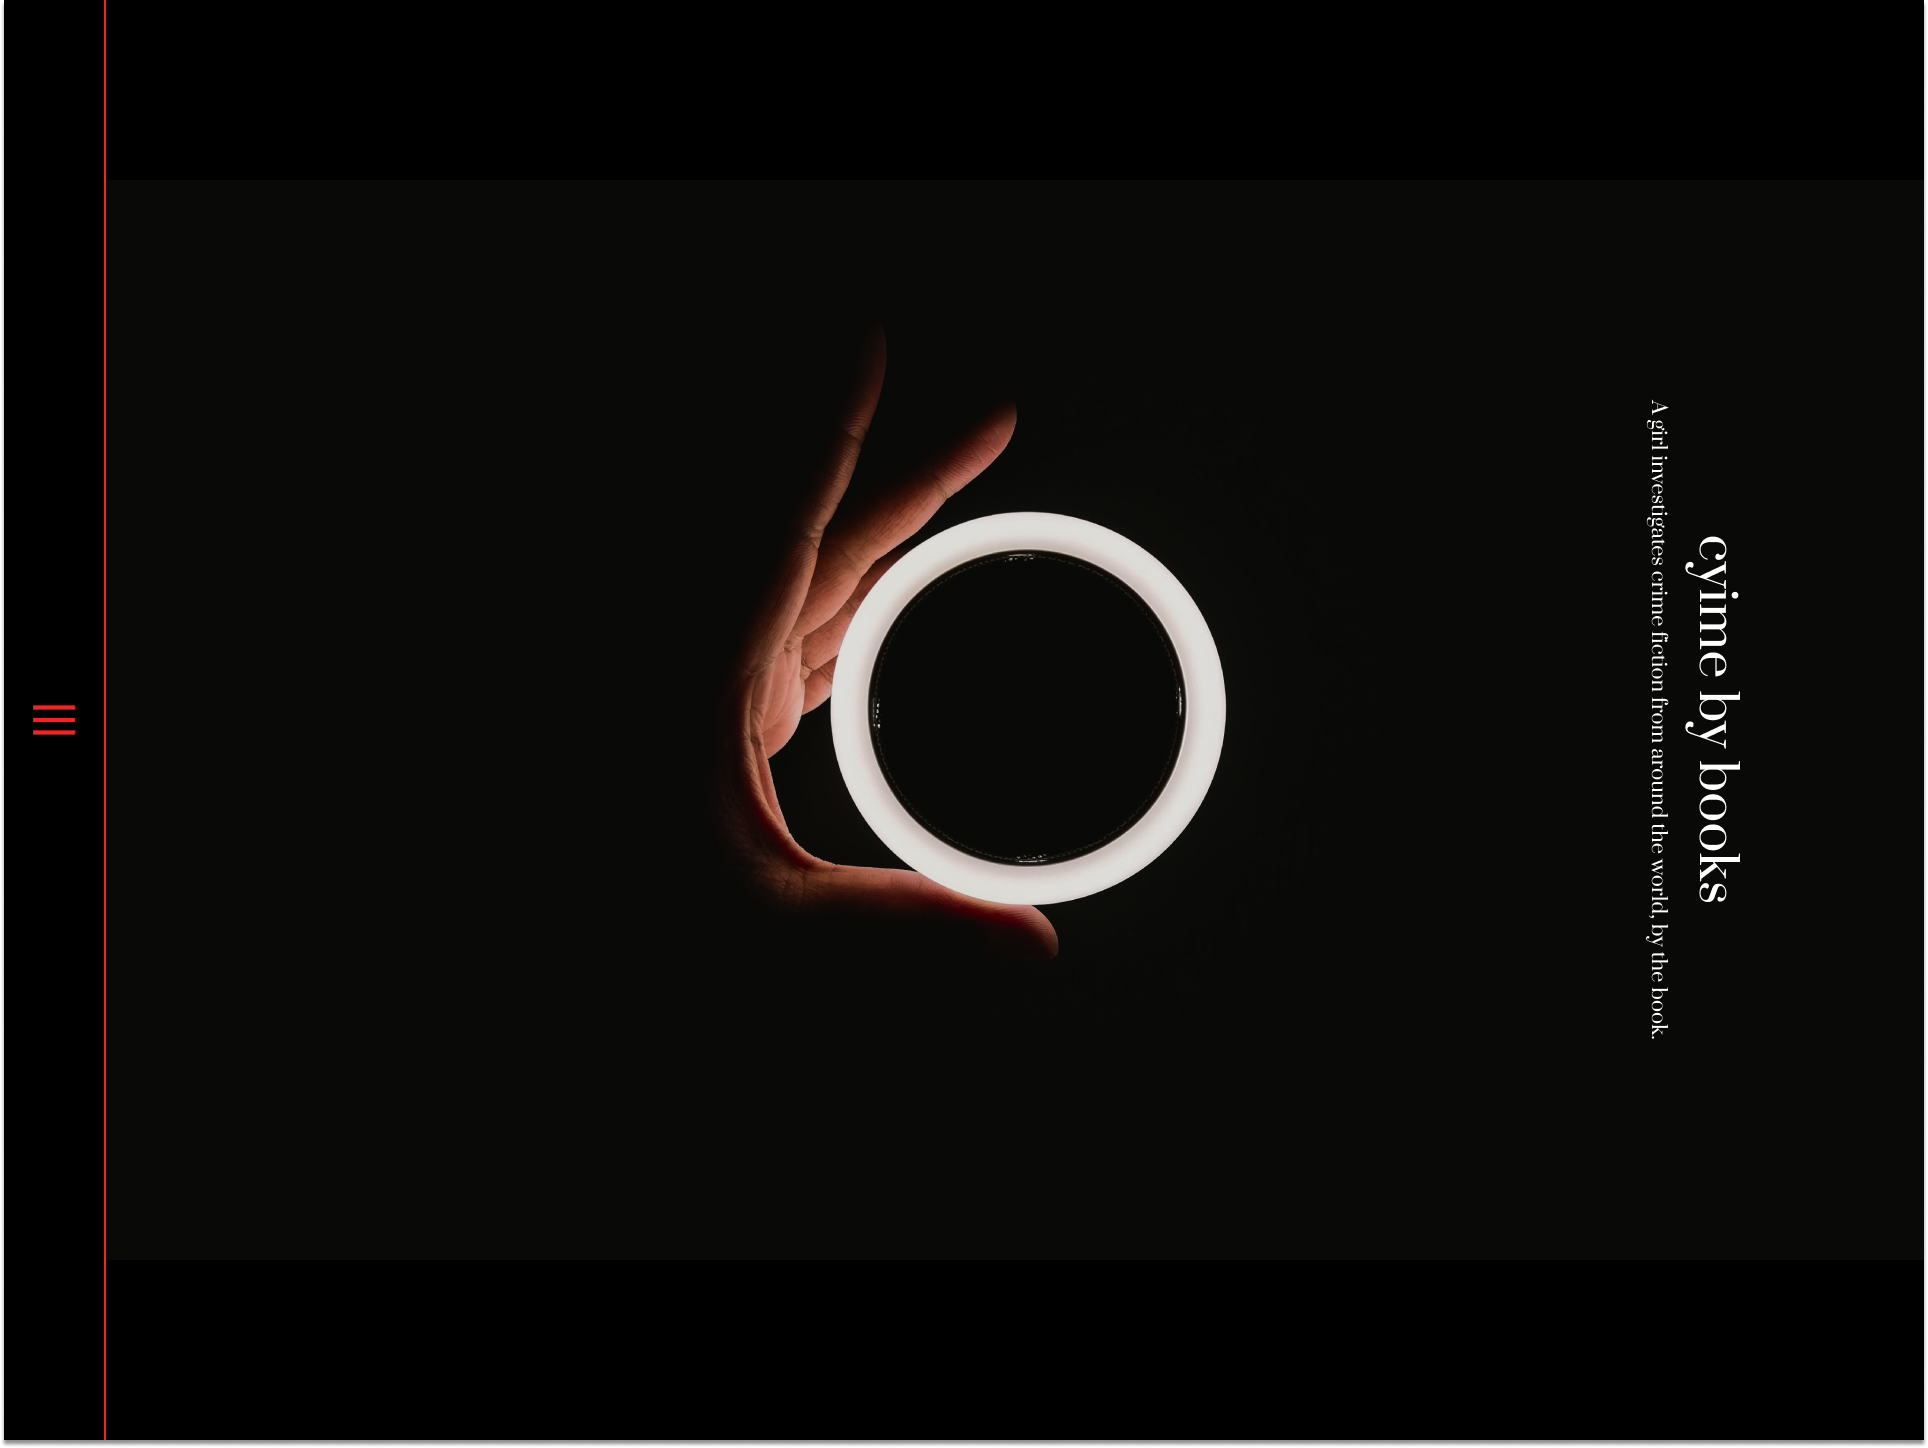 cyime by books
A girl investigates crime fiction from around the world, by the book.